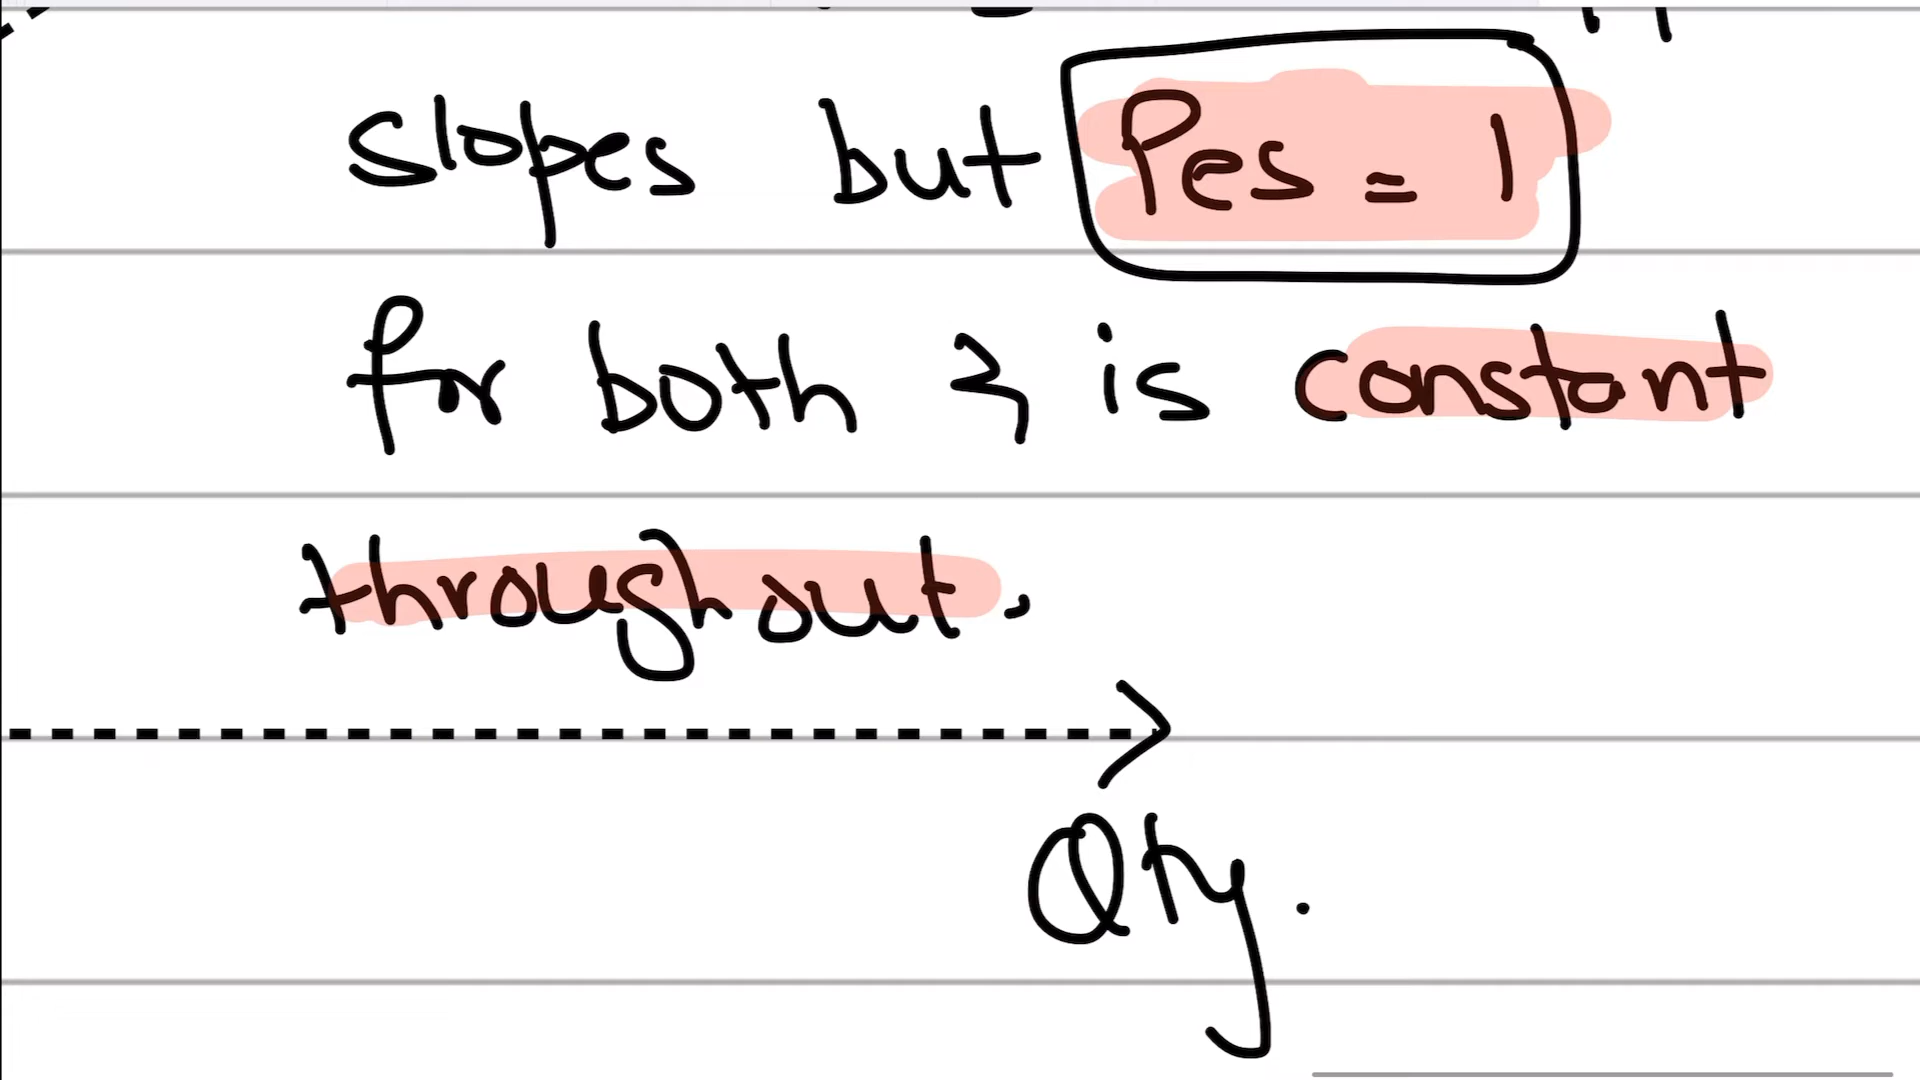 slopes but Pes = 1
for both & is constant
throughout.
Qty.